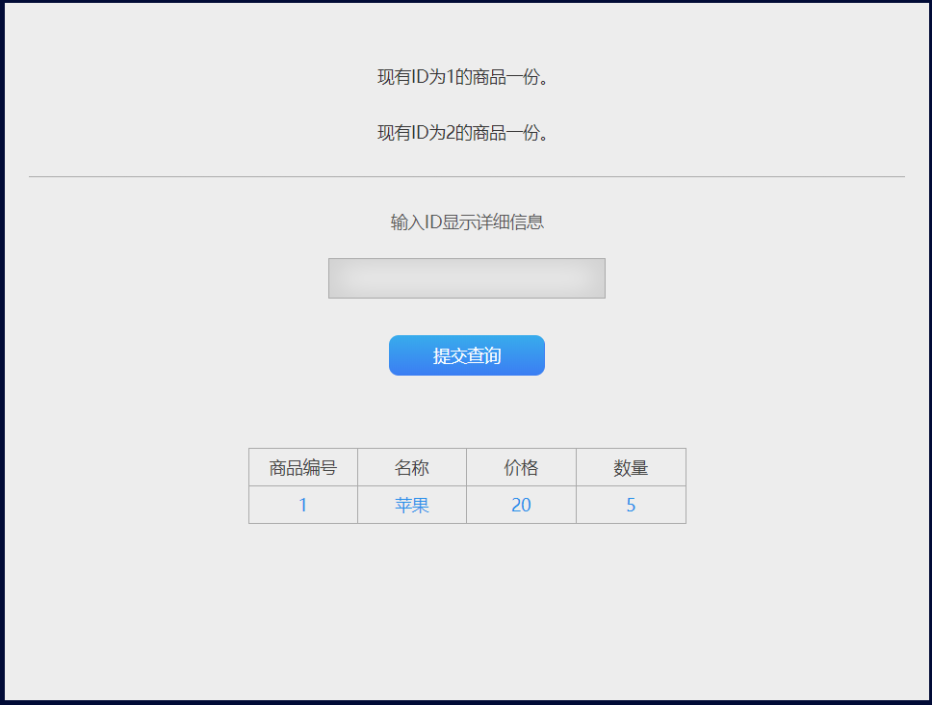 现有ID为1的商品一份。
现有ID为2的商品一份。
输入ID显示详细信息
提交查询
商品编号 名称 价格 数量
1 苹果 20 5